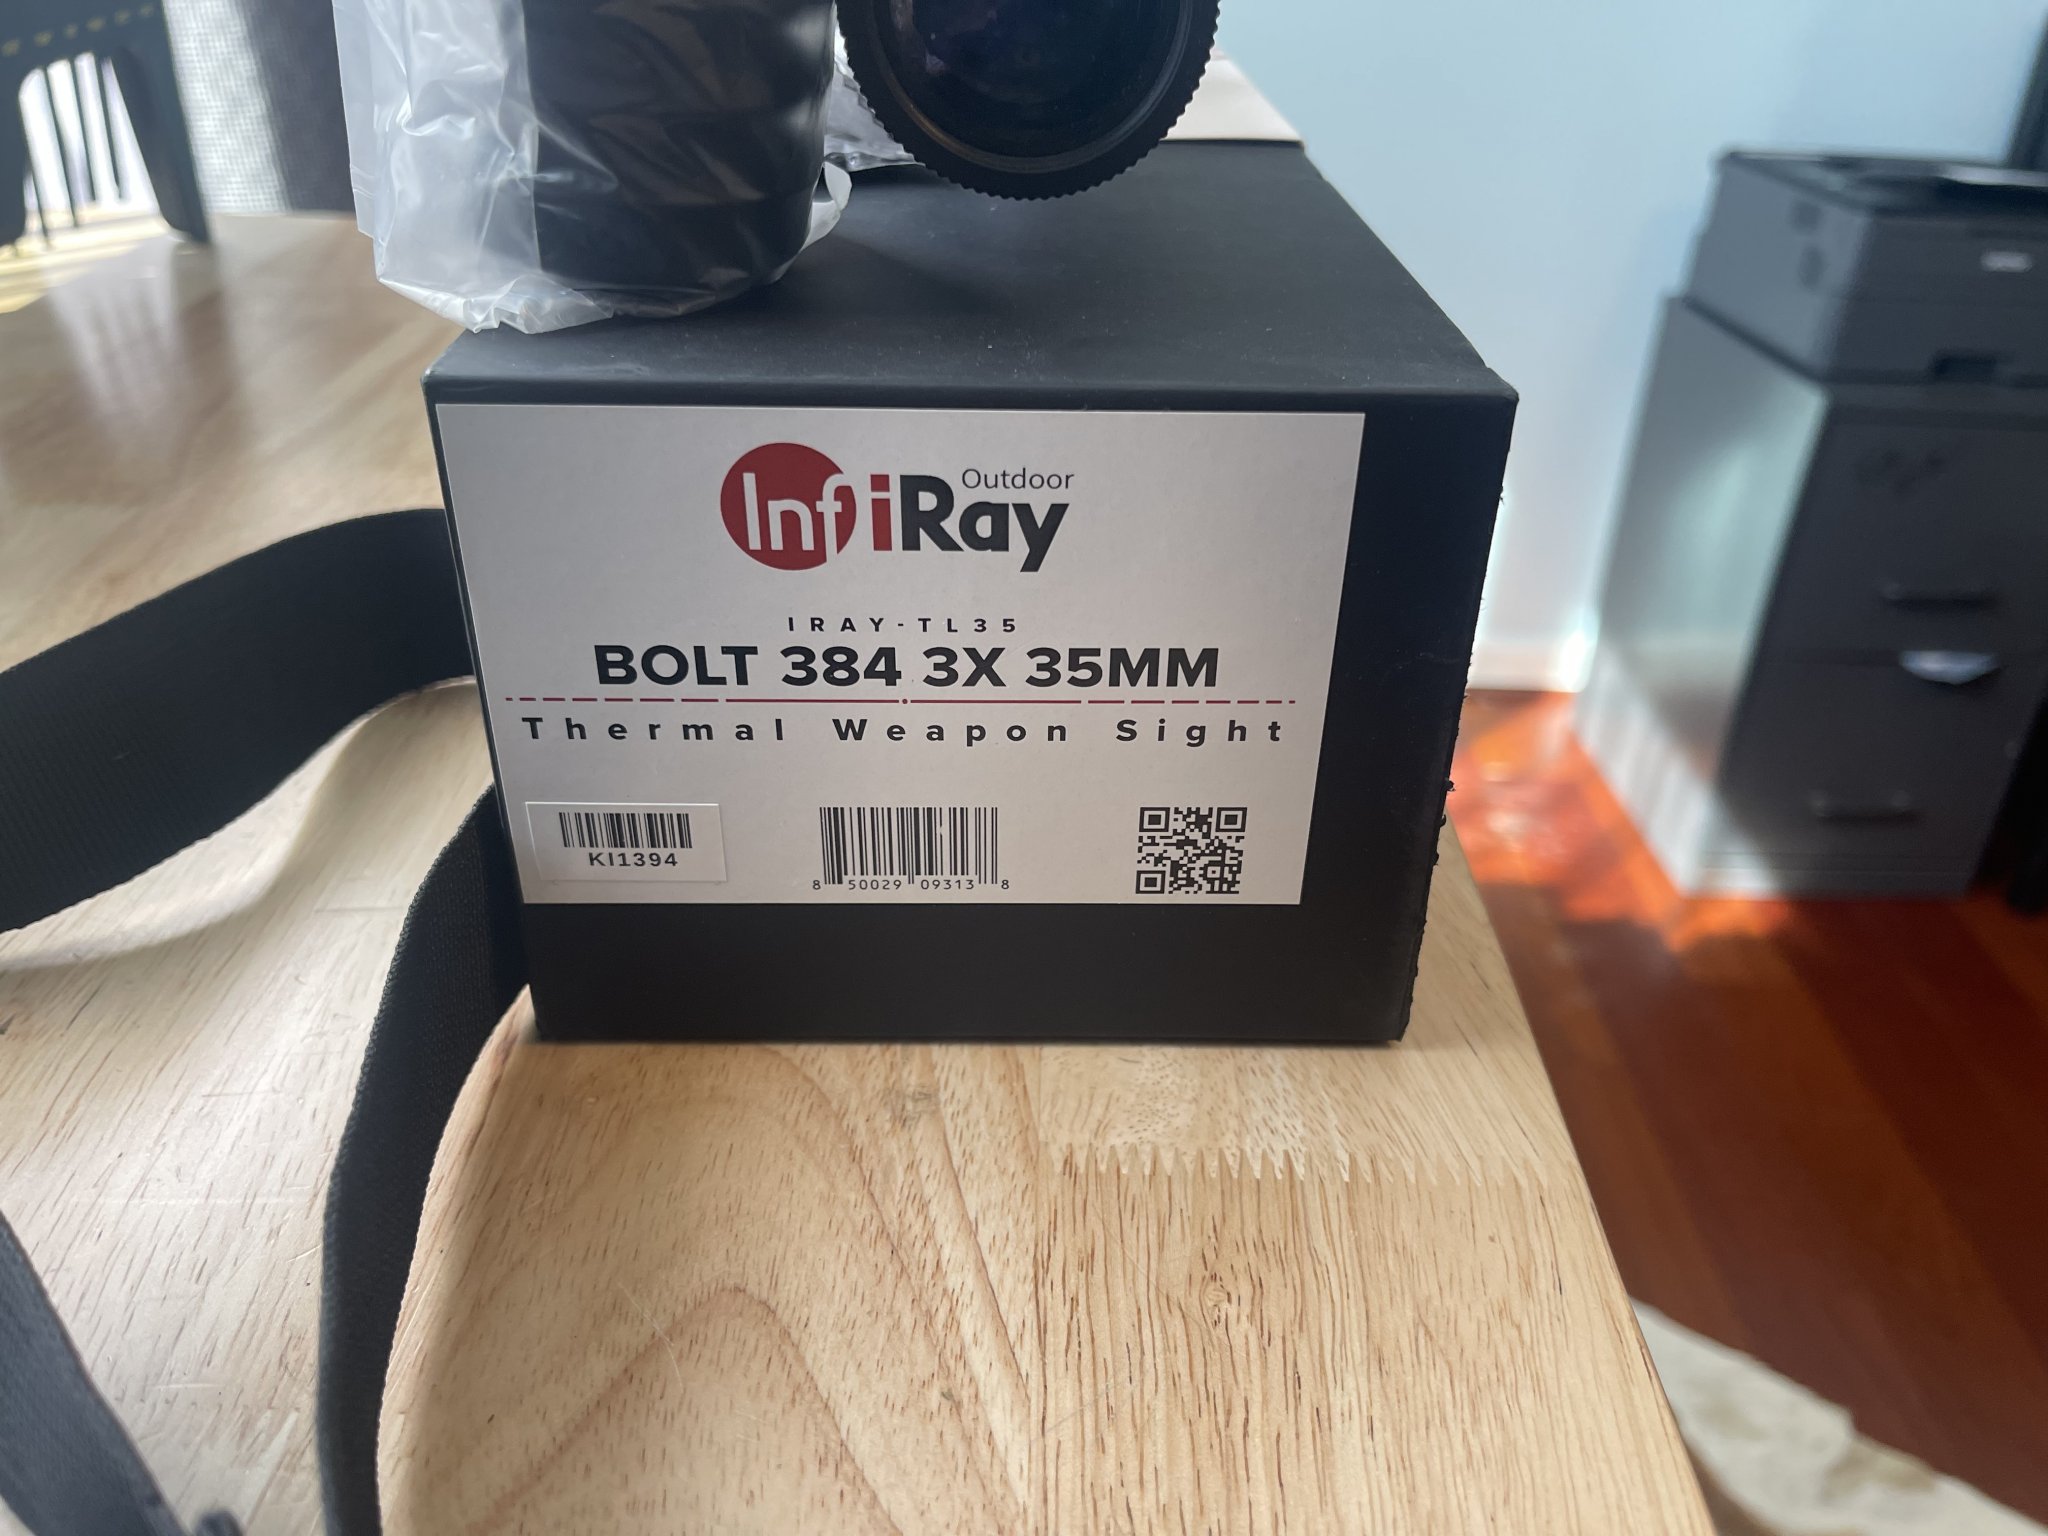 InfiRay Outdoor
IRAY-TL35
BOLT 384 3X 35MM
Thermal Weapon Sight
KI1394
8 50029 09313 8